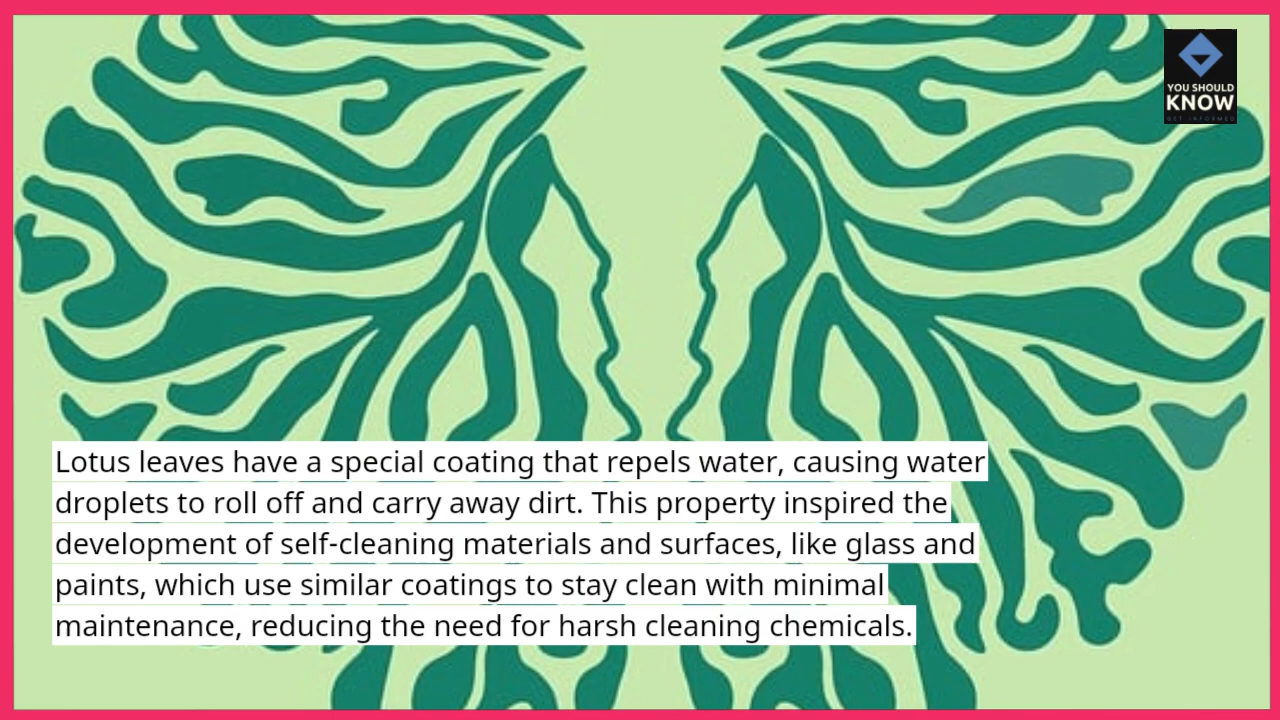 YOU SHOULD
KNOW
GET INFORMED
Lotus leaves have a special coating that repels water, causing water
droplets to roll off and carry away dirt. This property inspired the
development of self-cleaning materials and surfaces, like glass and
paints, which use similar coatings to stay clean with minimal
maintenance, reducing the need for harsh cleaning chemicals.